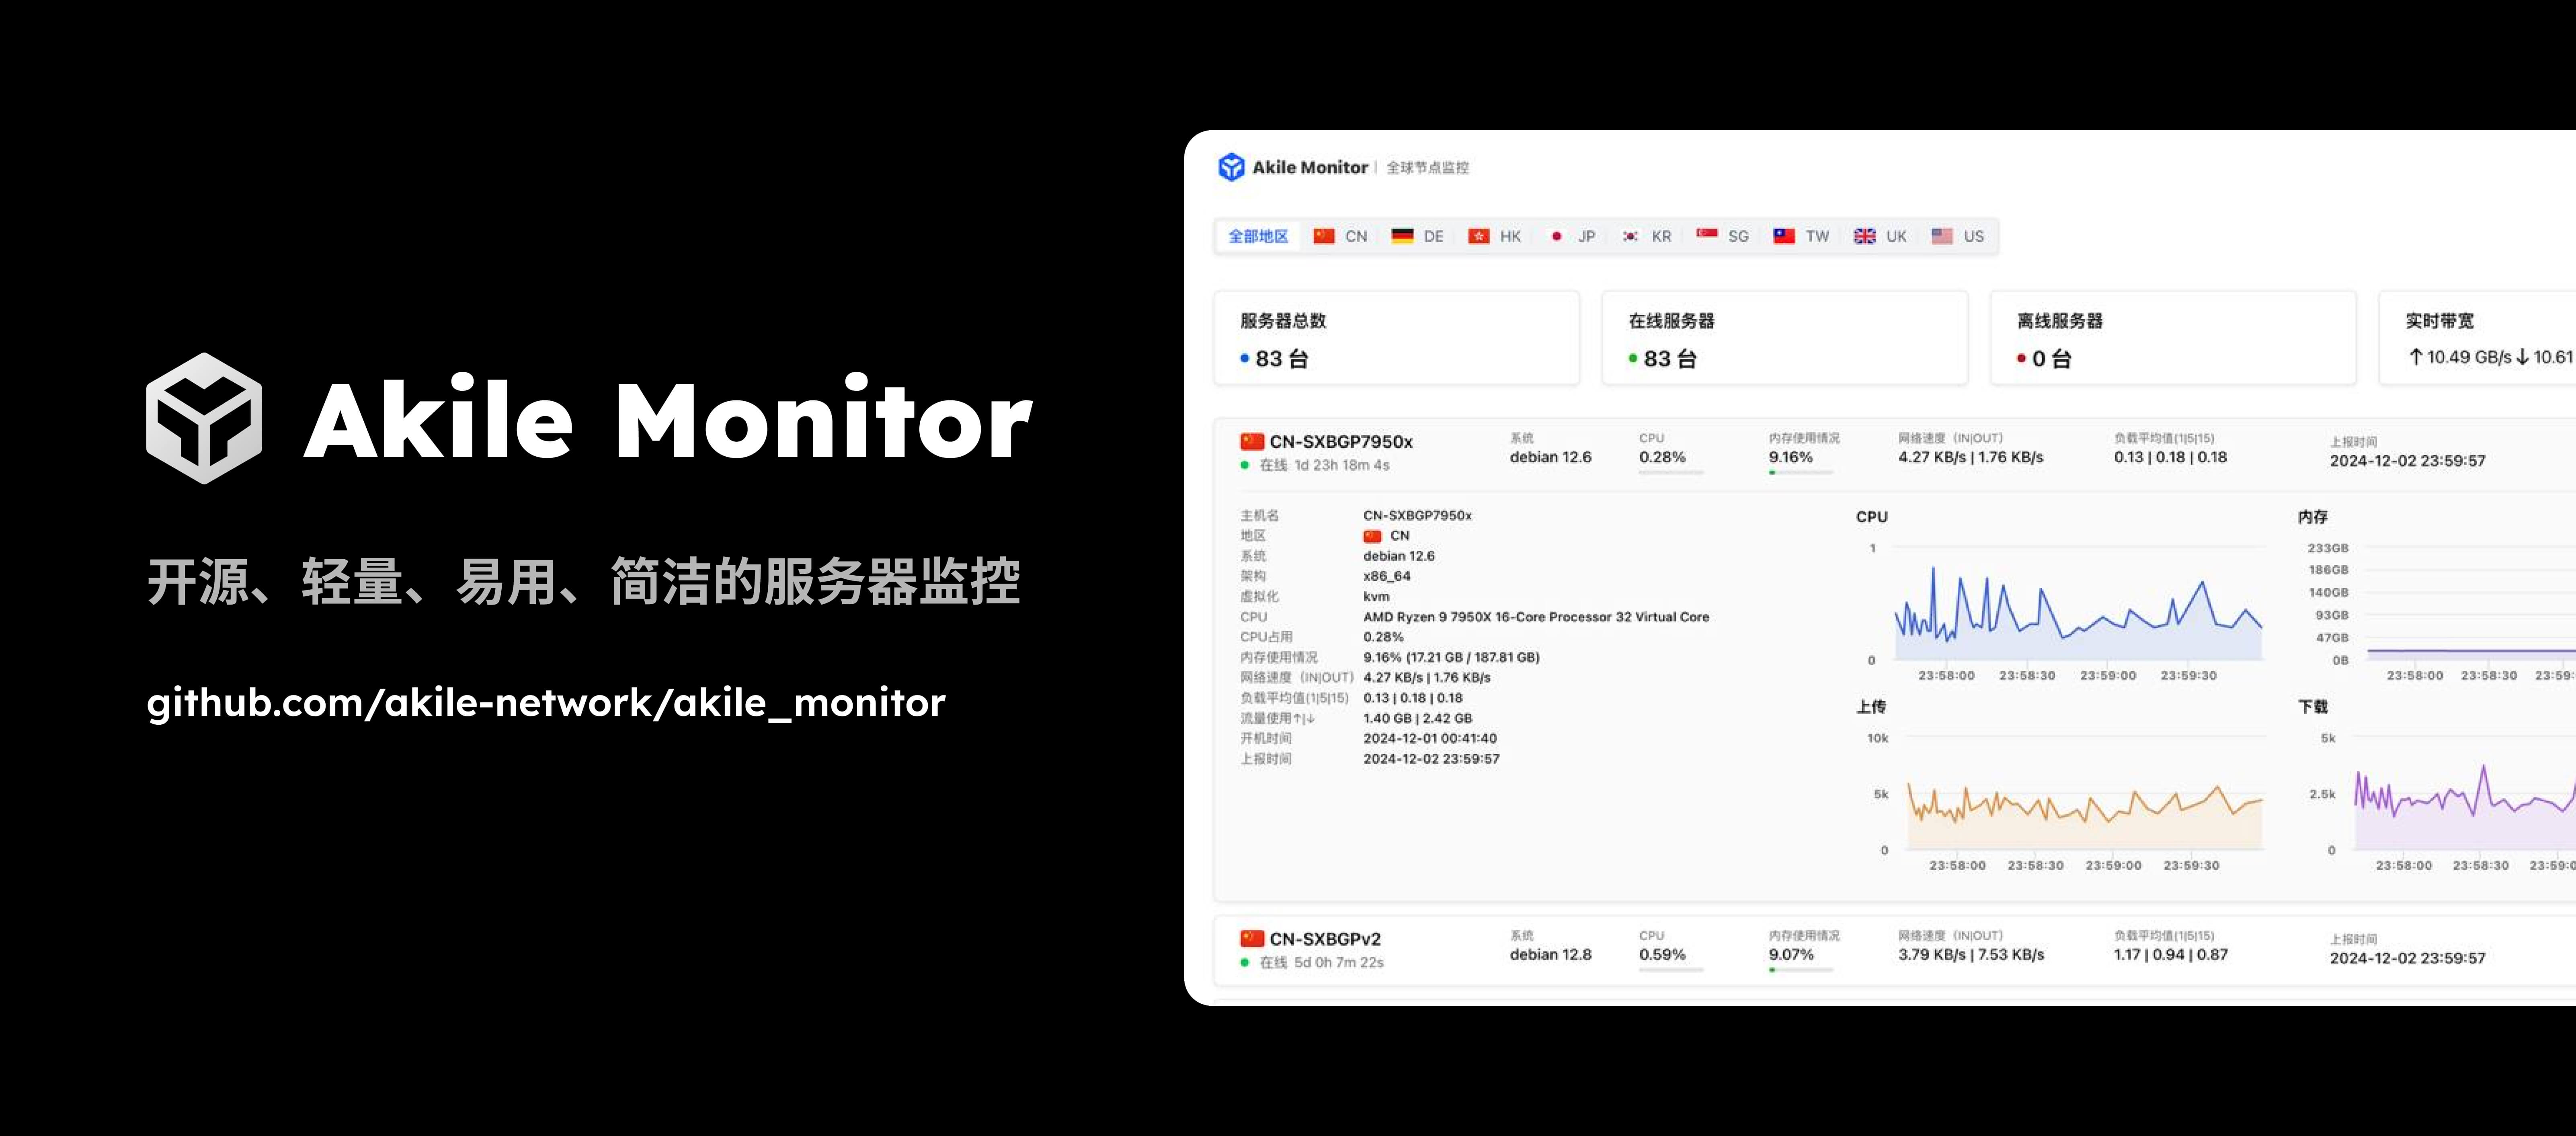 Akile Monitor
开源、轻量、易用、简洁的服务器监控
github.com/akile-network/akile_monitor
Akile Monitor | 全球节点监控
全部地区 CN DE HK JP KR SG TW UK US
服务器总数 在线服务器 离线服务器 实时带宽
83 台 83 台 0 台 ↑ 10.49 GB/s ↓ 10.61
CN-SXBGP7950x 系统 CPU 内存使用情况 网络速度（IN|OUT） 负载平均值(1|5|15) 上报时间
在线 1d 23h 18m 4s debian 12.6 0.28% 9.16% 4.27 KB/s | 1.76 KB/s 0.13 | 0.18 | 0.18 2024-12-02 23:59:57
主机名 CN-SXBGP7950x
地区 CN
系统 debian 12.6
架构 x86_64
虚拟化 kvm
CPU AMD Ryzen 9 7950X 16-Core Processor 32 Virtual Core
CPU占用 0.28%
内存使用情况 9.16% (17.21 GB / 187.81 GB)
网络速度（IN|OUT） 4.27 KB/s | 1.76 KB/s
负载平均值(1|5|15) 0.13 | 0.18 | 0.18
流量使用↑|↓ 1.40 GB | 2.42 GB
开机时间 2024-12-01 00:41:40
上报时间 2024-12-02 23:59:57
CPU
1
0
23:58:00 23:58:30 23:59:00 23:59:30
内存
233GB
186GB
140GB
93GB
47GB
0B
23:58:00 23:58:30 23:59:
上传
10k
5k
0
23:58:00 23:58:30 23:59:00 23:59:30
下载
5k
2.5k
0
23:58:00 23:58:30 23:59:0
CN-SXBGPv2 系统 CPU 内存使用情况 网络速度（IN|OUT） 负载平均值(1|5|15) 上报时间
在线 5d 0h 7m 22s debian 12.8 0.59% 9.07% 3.79 KB/s | 7.53 KB/s 1.17 | 0.94 | 0.87 2024-12-02 23:59:57